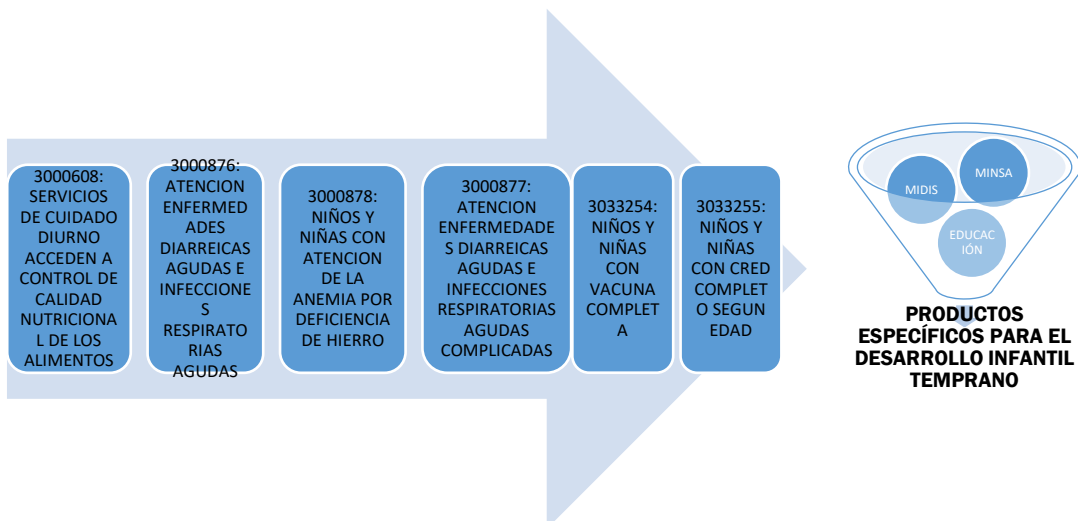 3000608:
SERVICIOS
DE CUIDADO
DIURNO
ACCEDEN A
CONTROL DE
CALIDAD
NUTRICIONA
L DE LOS
ALIMENTOS
3000876:
ATENCION
ENFERMED
ADES
DIARREICAS
AGUDAS E
INFECCIONE
S
RESPIRATO
RIAS
AGUDAS
3000878:
NIÑOS Y
NIÑAS CON
ATENCION
DE LA
ANEMIA POR
DEFICIENCIA
DE HIERRO
3000877:
ATENCION
ENFERMEDADE
S DIARREICAS
AGUDAS E
INFECCIONES
RESPIRATORIAS
AGUDAS
COMPLICADAS
3033254:
NIÑOS Y
NIÑAS
CON
VACUNA
COMPLET
A
3033255:
NIÑOS Y
NIÑAS
CON CRED
COMPLET
O SEGUN
EDAD
MIDIS
MINSA
EDUCAC
IÓN
PRODUCTOS
ESPECÍFICOS PARA EL
DESARROLLO INFANTIL
TEMPRANO